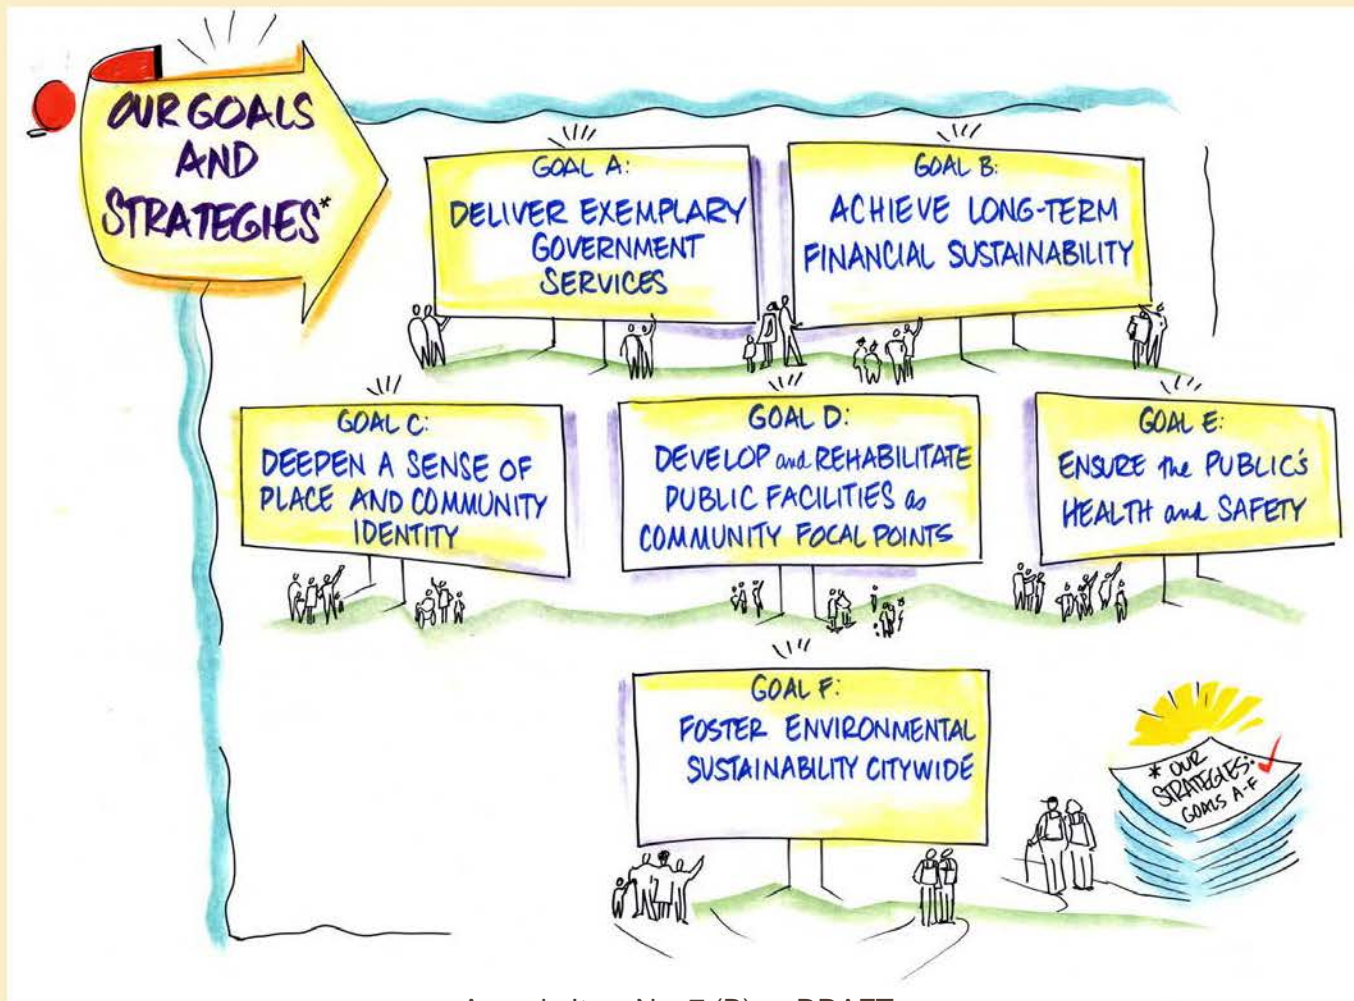 OUR GOALS
AND
STRATEGIES*
GOAL A:
DELIVER EXEMPLARY
GOVERNMENT
SERVICES
GOAL B:
ACHIEVE LONG-TERM
FINANCIAL SUSTAINABILITY
GOAL C:
DEEPEN A SENSE OF
PLACE AND COMMUNITY
IDENTITY
GOAL D:
DEVELOP and REHABILITATE
PUBLIC FACILITIES as
COMMUNITY FOCAL POINTS
GOAL E:
ENSURE the PUBLIC'S
HEALTH and SAFETY
GOAL F:
FOSTER ENVIRONMENTAL
SUSTAINABILITY CITYWIDE
* OUR
STRATEGIES:
GOALS A-F